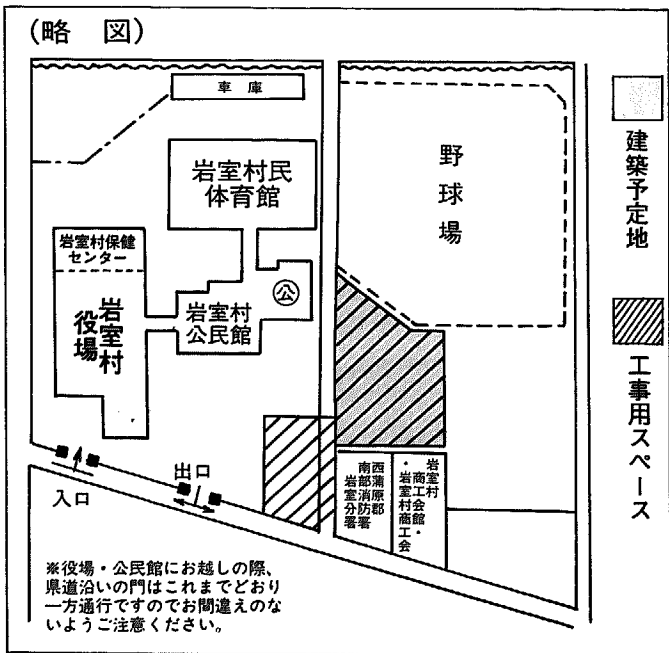 (略 図)
車 庫
岩室村民
体育館
野球場
建築予定地
岩室村保健
センター
岩室村
役場
岩室村
公民館
公
工事用スペース
出口
入口
西蒲原郡
南部消防署
岩室分署
岩室村
商工会館・
・岩室村商工会
※役場・公民館にお越しの際、
県道沿いの門はこれまでどおり
一方通行ですのでお間違えのな
いようご注意ください。